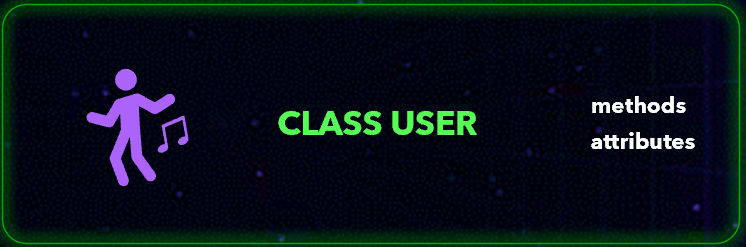 CLASS USER
methods
attributes